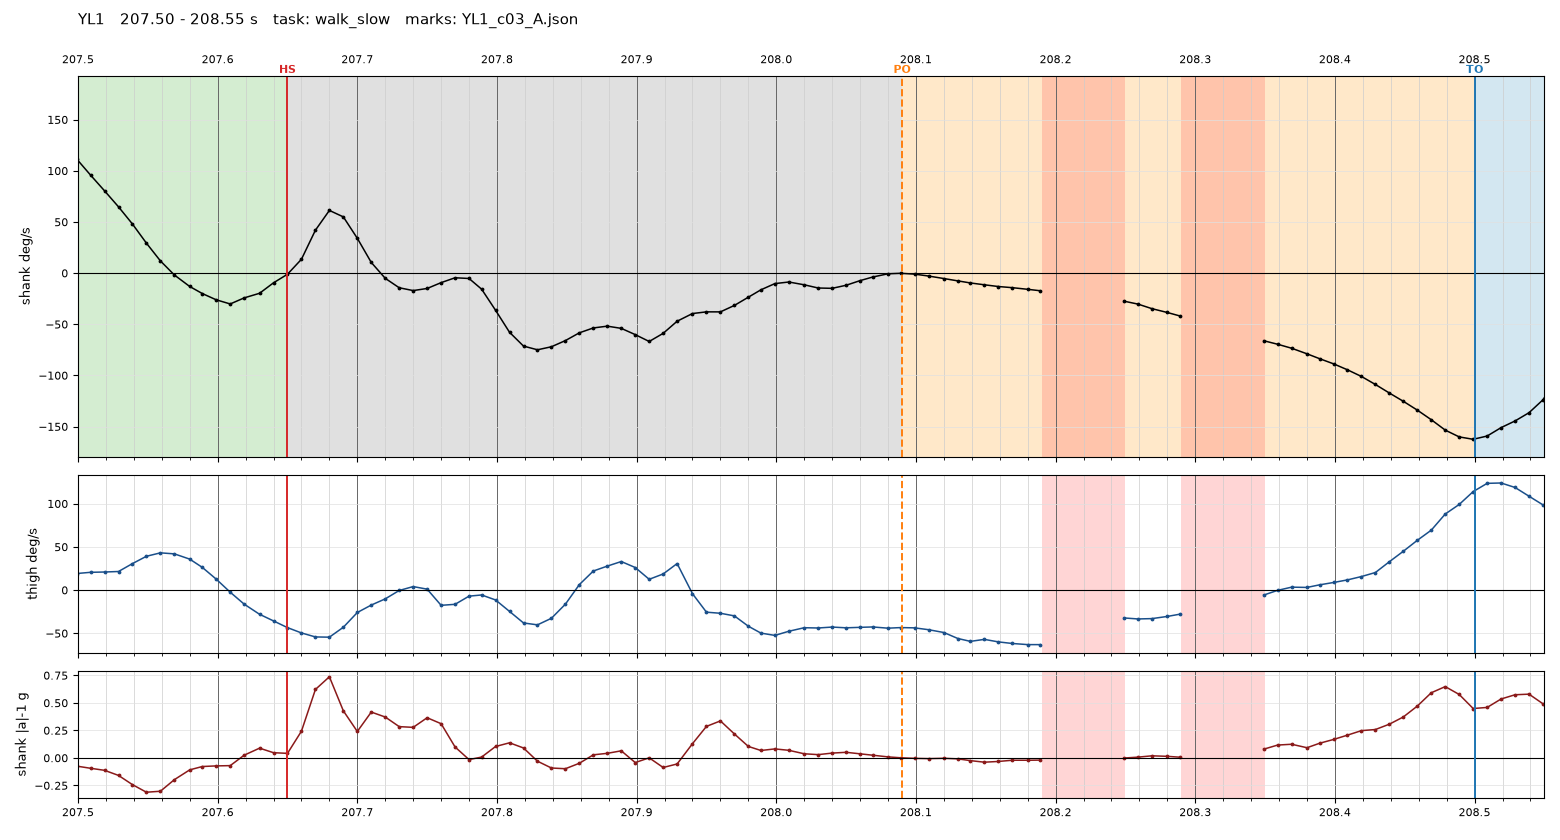 YL1   207.50 - 208.55 s   task: walk_slow   marks: YL1_c03_A.json
207.5 207.6 207.7 207.8 207.9 208.0 208.1 208.2 208.3 208.4 208.5
HS PO TO
shank deg/s
150
100
50
0
−50
−100
−150
thigh deg/s
100
50
0
−50
shank |a|-1 g
0.75
0.50
0.25
0.00
−0.25
207.5 207.6 207.7 207.8 207.9 208.0 208.1 208.2 208.3 208.4 208.5